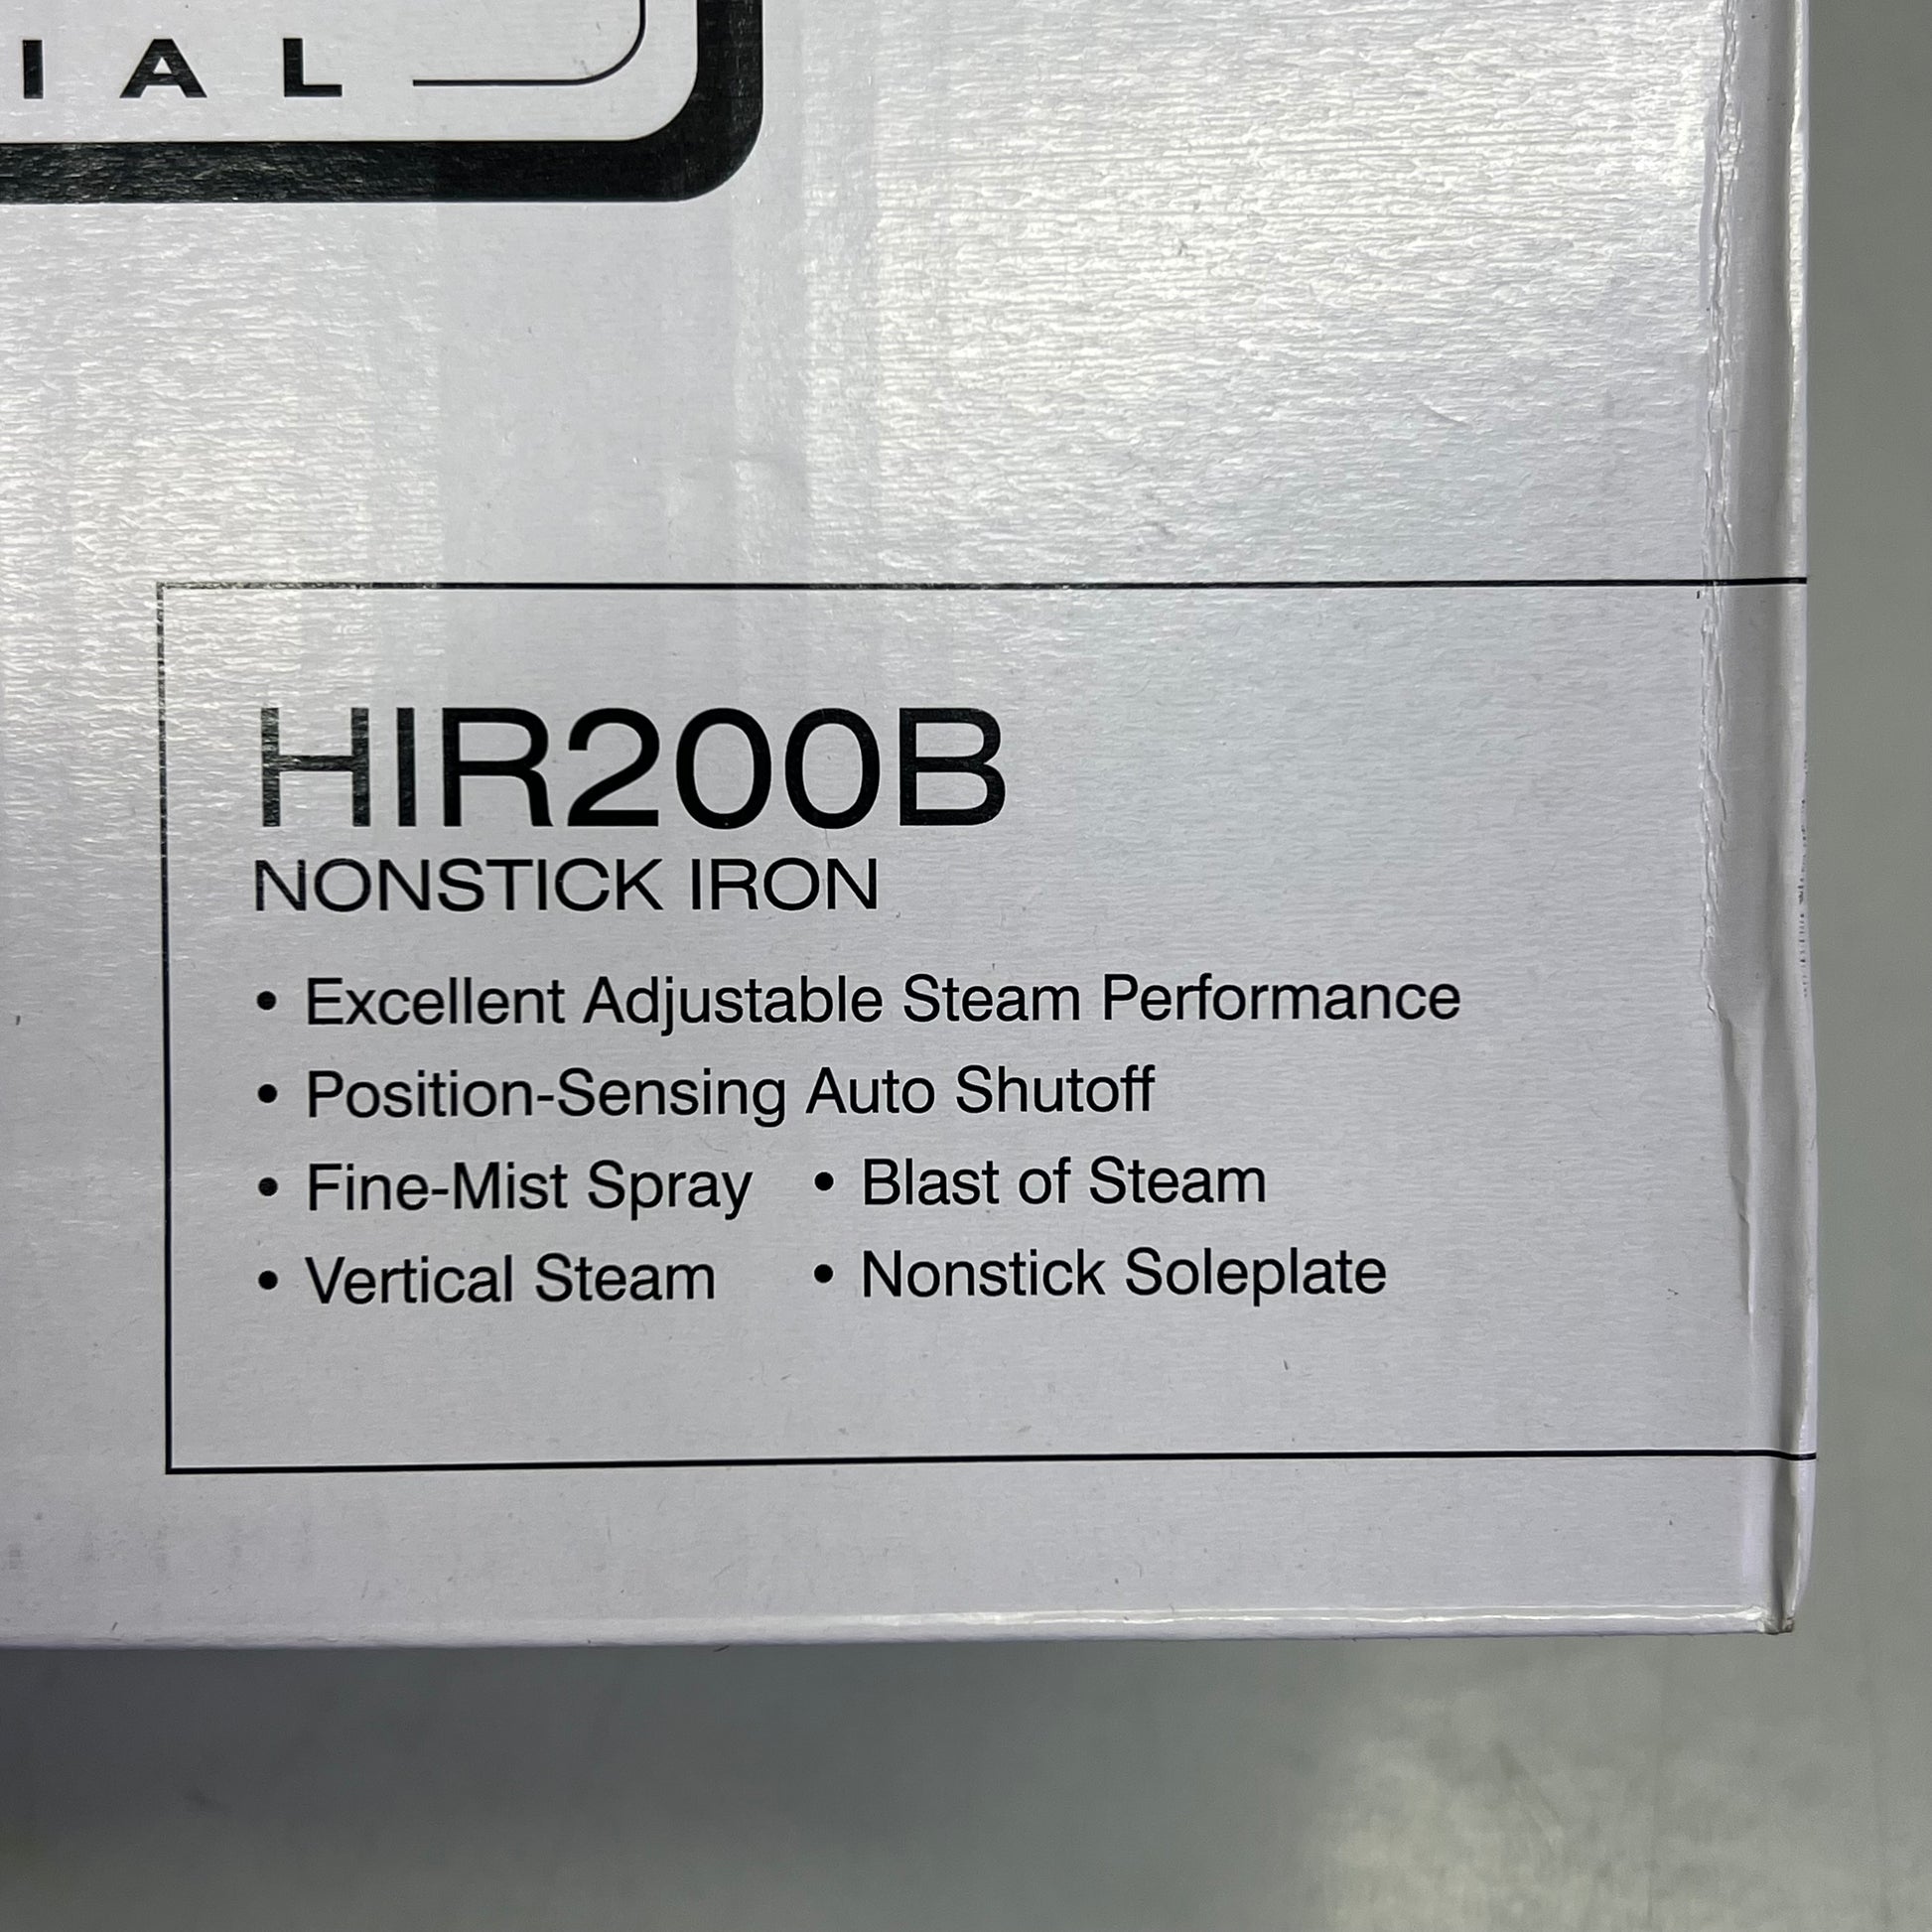 IAL
HIR200B
NONSTICK IRON
• Excellent Adjustable Steam Performance
• Position-Sensing Auto Shutoff
• Fine-Mist Spray • Blast of Steam
• Vertical Steam • Nonstick Soleplate